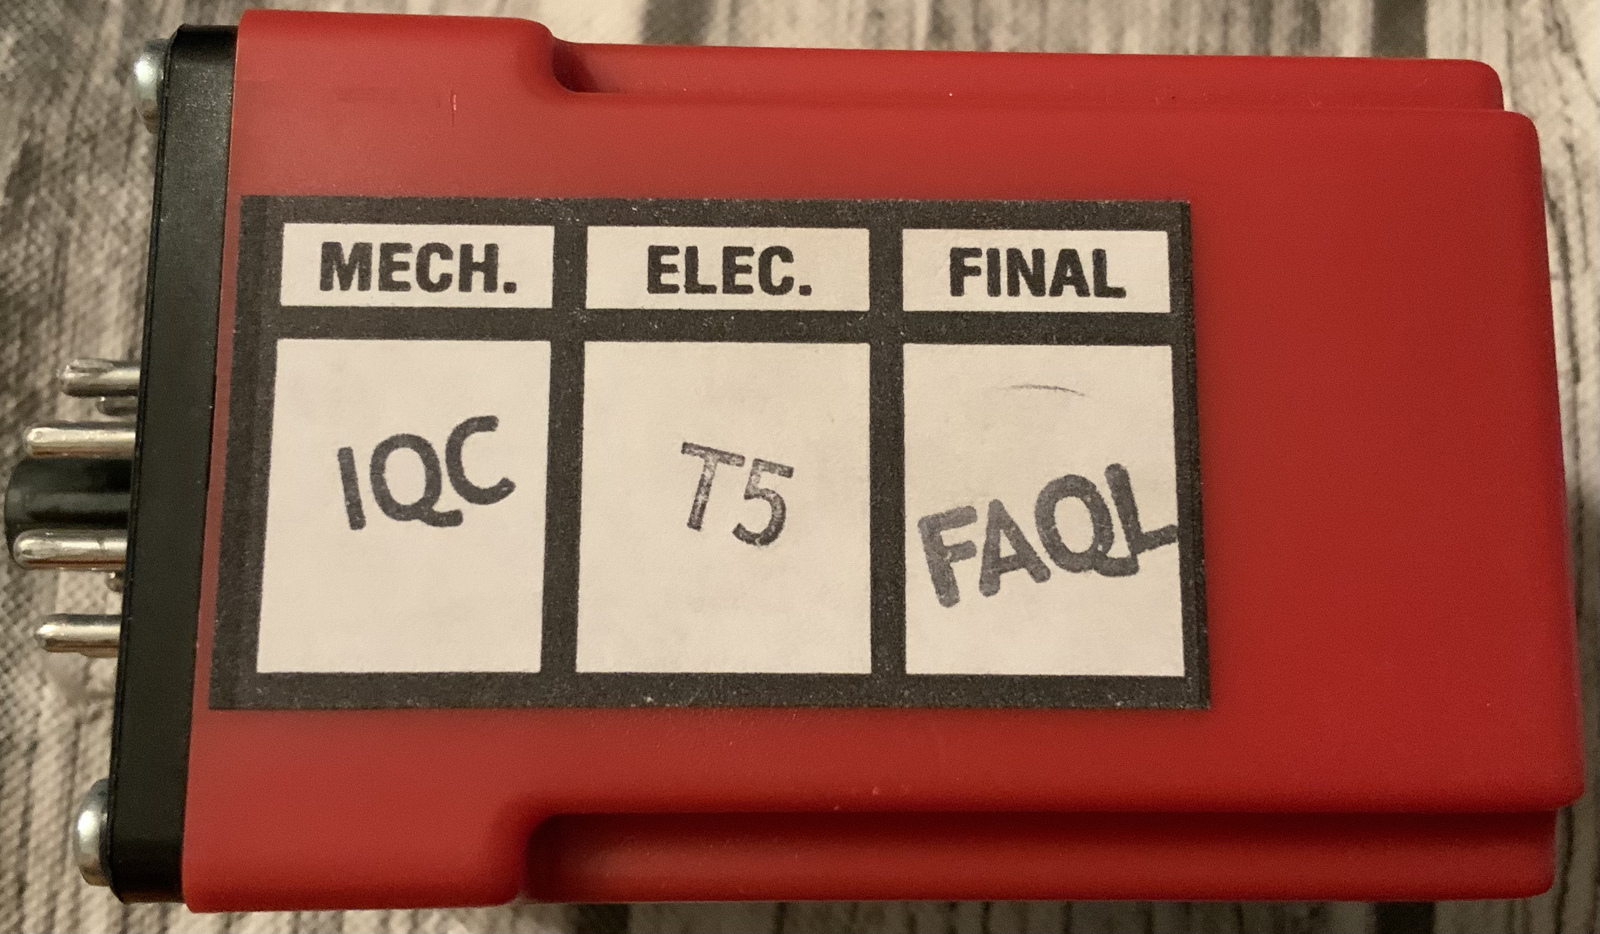 MECH. ELEC. FINAL
IQC T5 FAQL